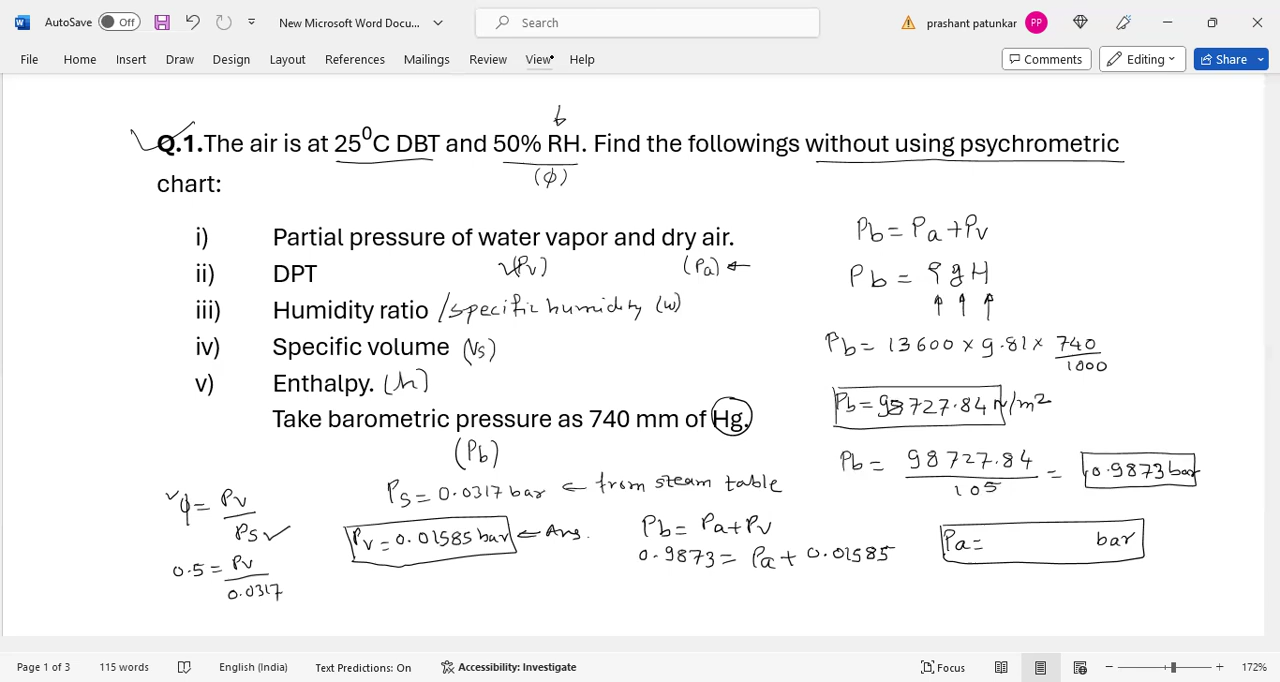 AutoSave Off New Microsoft Word Docu... Search prashant patunkar PP
File Home Insert Draw Design Layout References Mailings Review View Help Comments Editing Share
Q.1.The air is at 25⁰C DBT and 50% RH. Find the followings without using psychrometric
(φ)
chart:
i) Partial pressure of water vapor and dry air.
(Pv) (Pa) ←
ii) DPT
iii) Humidity ratio /specific humidity (w)
iv) Specific volume (Vs)
v) Enthalpy. (h)
Take barometric pressure as 740 mm of Hg.
(Pb)
Pb = Pa + Pv
Pb = ρgH
Pb = 13600 × 9.81 × 740/1000
Pb = 98727.84 N/m²
Pb = 98727.84/10⁵ = 0.9873 bar
φ = Pv/Ps
0.5 = Pv/0.0317
Ps = 0.0317 bar ← from steam table
Pv = 0.01585 bar ← Ans.
Pb = Pa + Pv
0.9873 = Pa + 0.01585
Pa = bar
Page 1 of 3 115 words English (India) Text Predictions: On Accessibility: Investigate Focus 172%